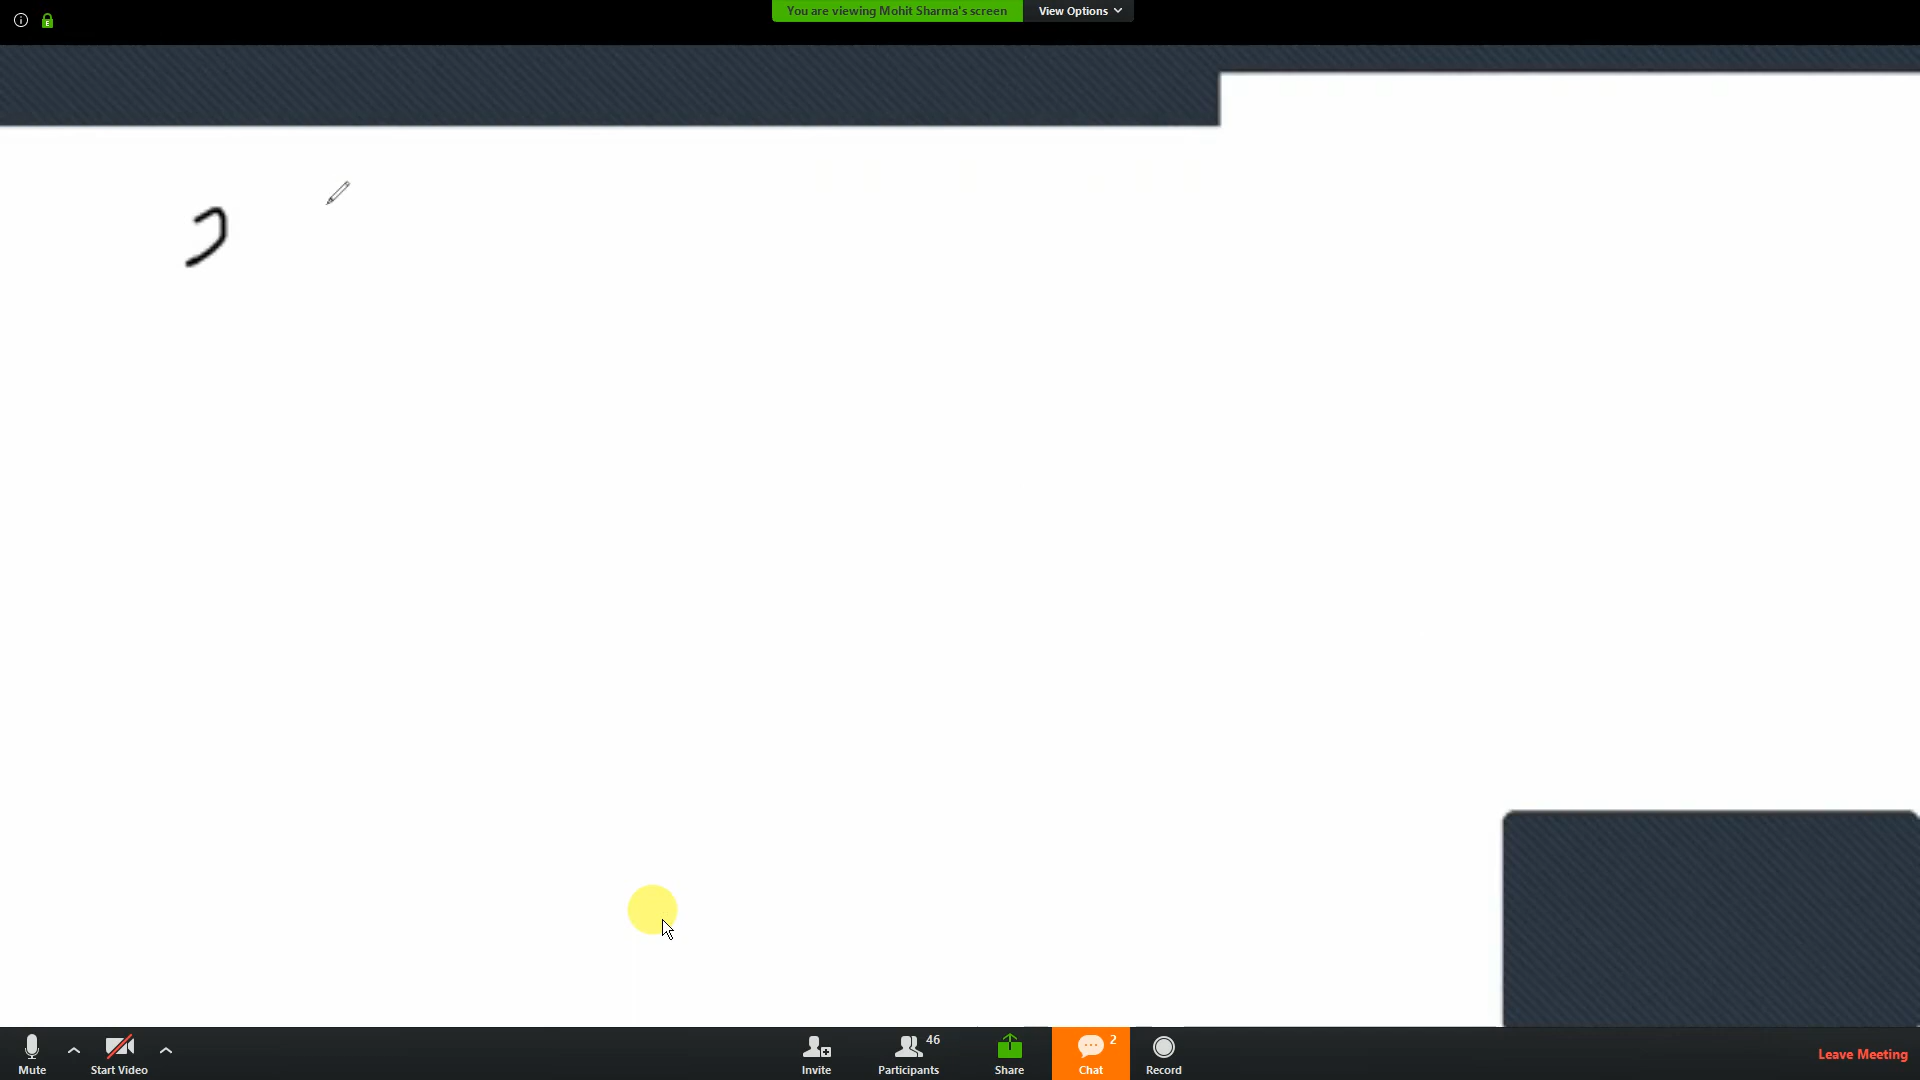 You are viewing Mohit Sharma's screen
View Options
Mute
Start Video
Invite
46
Participants
Share
2
Chat
Record
Leave Meeting